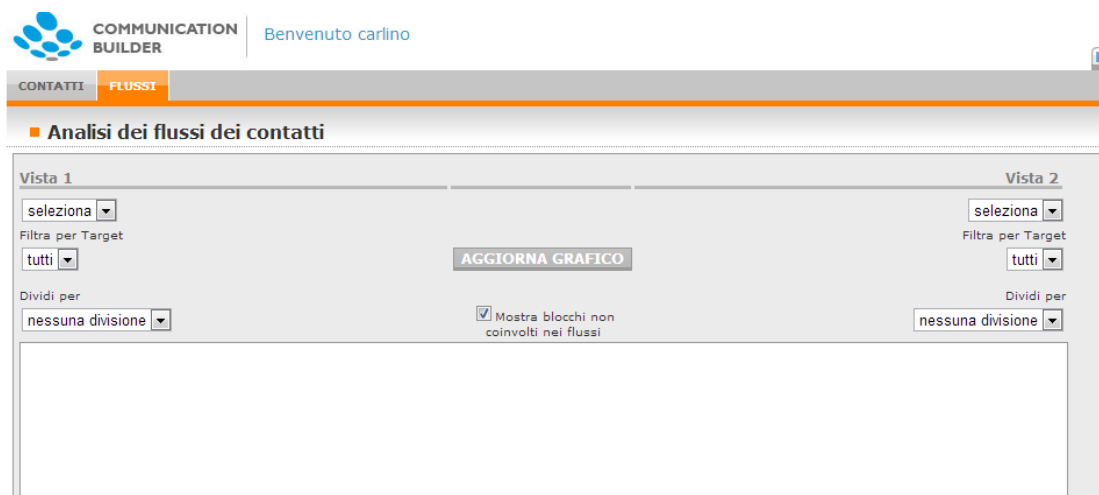 COMMUNICATION
BUILDER
Benvenuto carlino
CONTATTI
FLUSSI
Analisi dei flussi dei contatti
Vista 1
Vista 2
seleziona
seleziona
Filtra per Target
Filtra per Target
tutti
AGGIORNA GRAFICO
tutti
Dividi per
Dividi per
nessuna divisione
Mostra blocchi non
coinvolti nei flussi
nessuna divisione